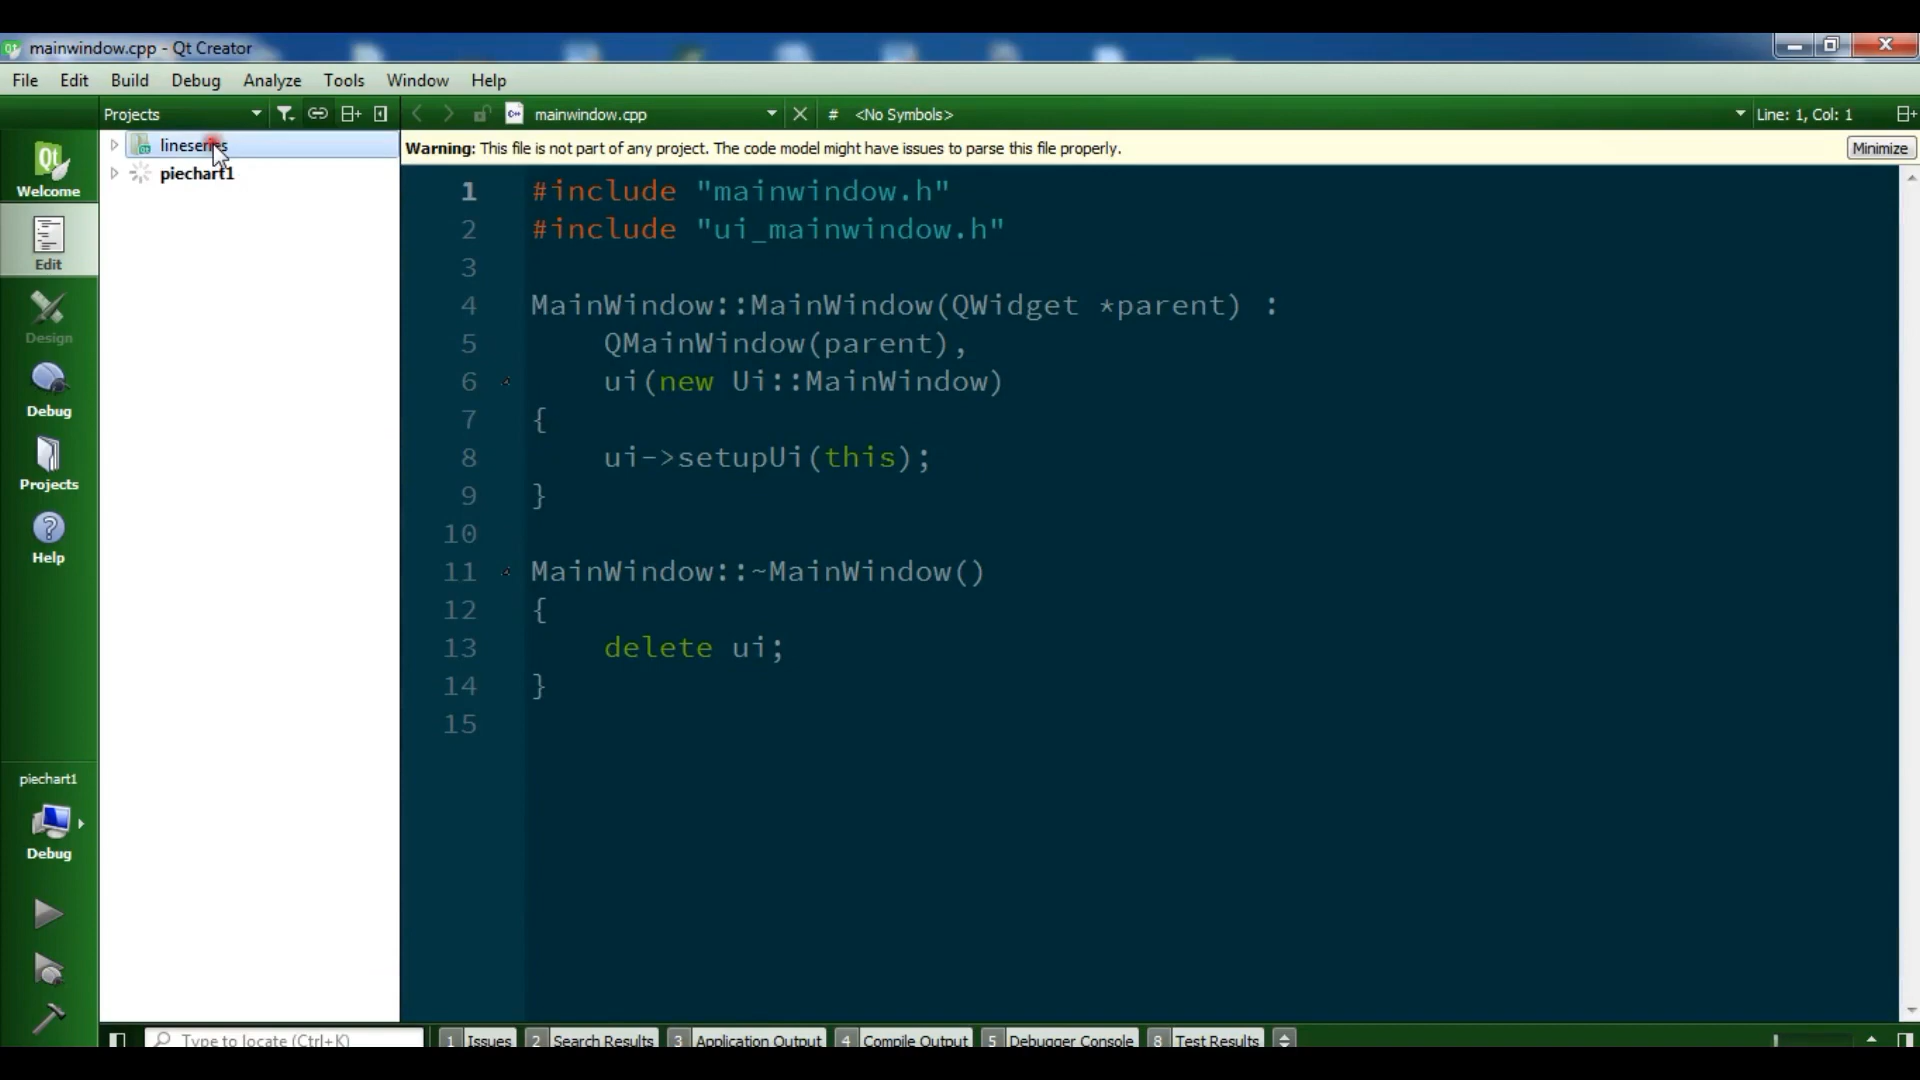 mainwindow.cpp - Qt Creator
File Edit Build Debug Analyze Tools Window Help
Projects mainwindow.cpp # <No Symbols> Line: 1, Col: 1
lineseries
piechart1
Warning: This file is not part of any project. The code model might have issues to parse this file properly. Minimize
Qt
Welcome
Edit
Design
Debug
Projects
Help
piechart1
Debug
1 #include "mainwindow.h"
2 #include "ui_mainwindow.h"
3
4 MainWindow::MainWindow(QWidget *parent) :
5 QMainWindow(parent),
6 ui(new Ui::MainWindow)
7 {
8 ui->setupUi(this);
9 }
10
11 MainWindow::~MainWindow()
12 {
13 delete ui;
14 }
15
Type to locate (Ctrl+K) 1 Issues 2 Search Results 3 Application Output 4 Compile Output 5 Debugger Console 8 Test Results